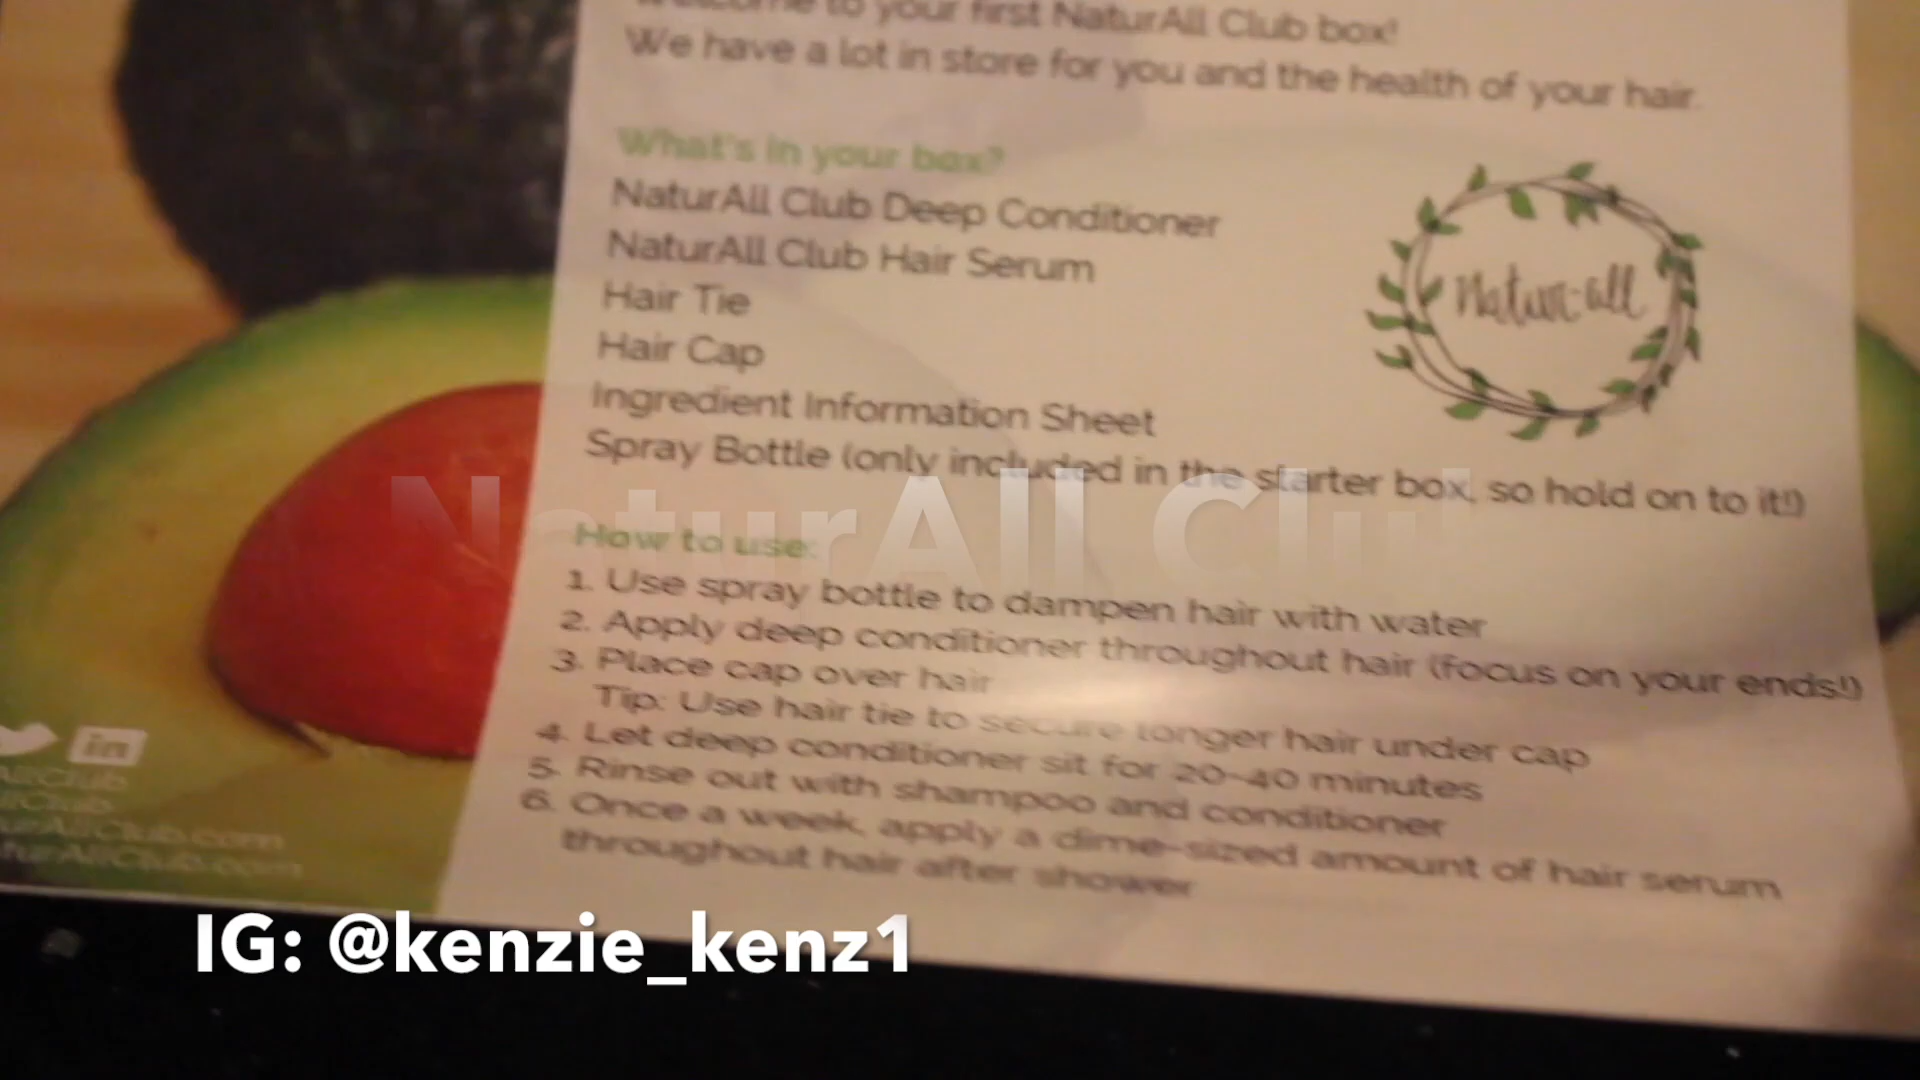 Welcome to your first NaturAll Club box!
We have a lot in store for you and the health of your hair.
What's in your box?
NaturAll Club Deep Conditioner
NaturAll Club Hair Serum
Hair Tie
Hair Cap
Ingredient Information Sheet
Spray Bottle (only included in the starter box, so hold on to it!)
Natur-all
NaturAll Club
How to use:
1. Use spray bottle to dampen hair with water
2. Apply deep conditioner throughout hair (focus on your ends!)
3. Place cap over hair
Tip: Use hair tie to secure longer hair under cap
4. Let deep conditioner sit for 20-40 minutes
5. Rinse out with shampoo and conditioner
6. Once a week, apply a dime-sized amount of hair serum
throughout hair after shower
in
IG: @kenzie_kenz1